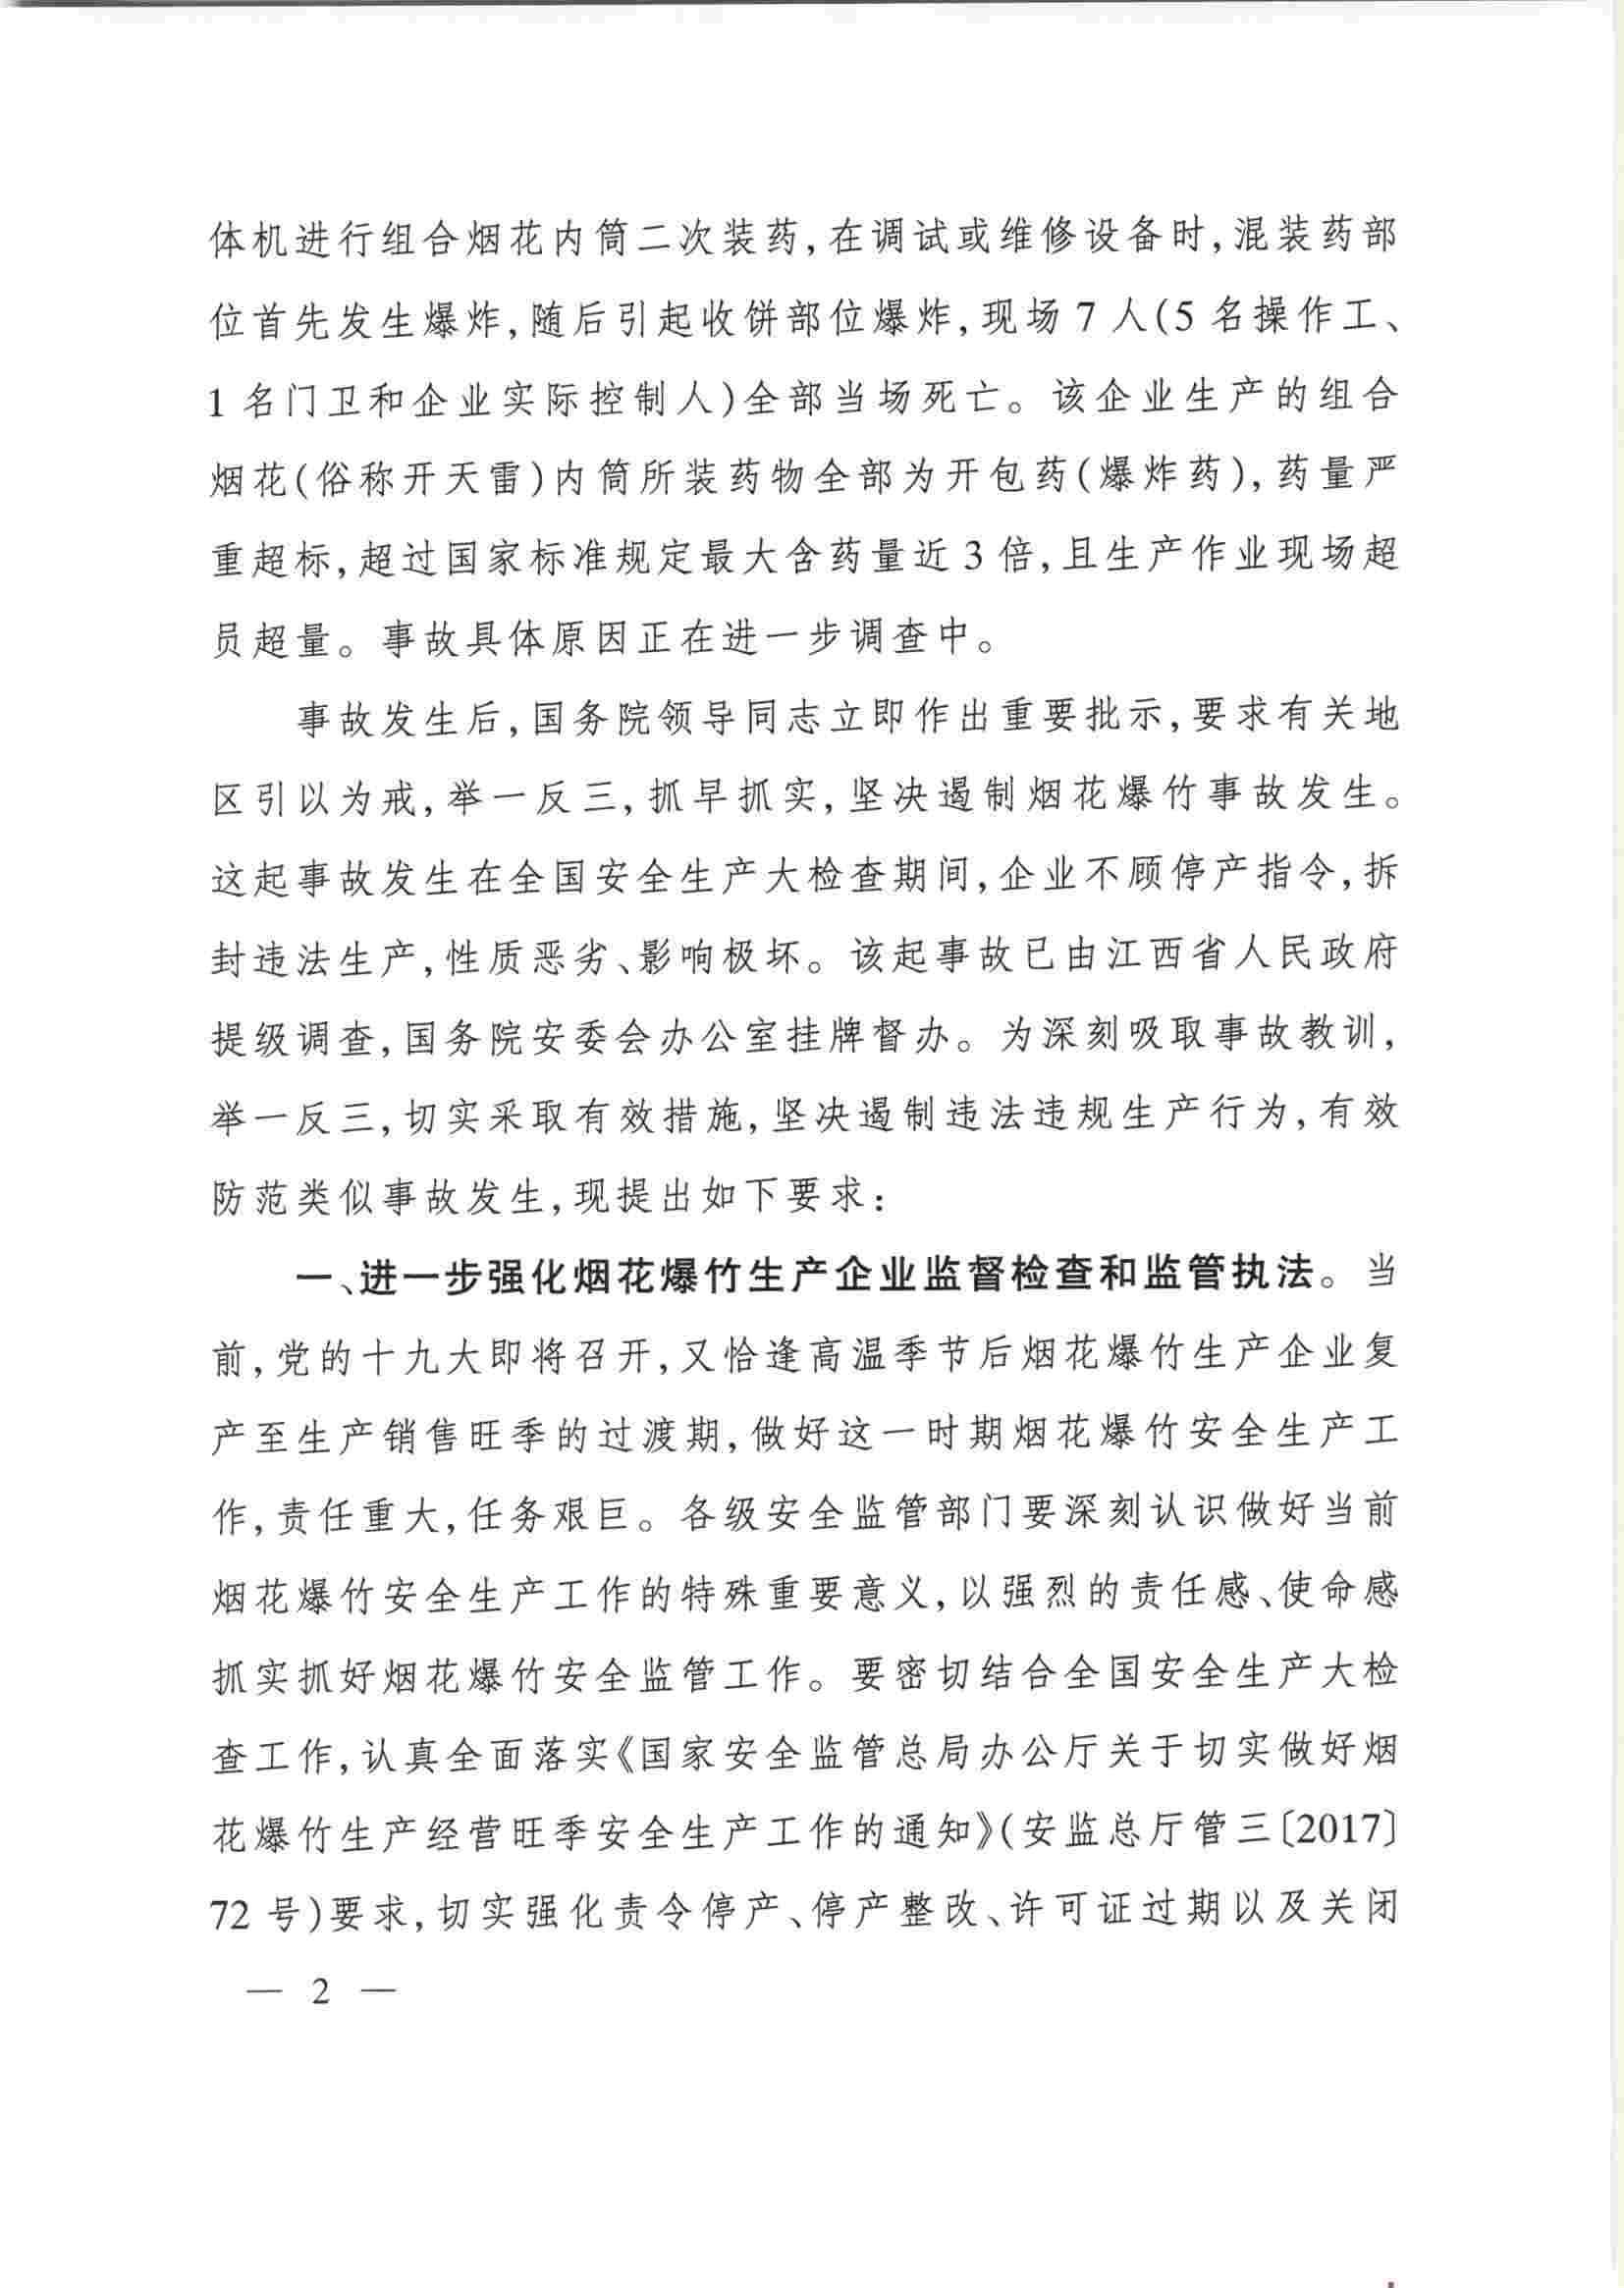 体机进行组合烟花内筒二次装药,在调试或维修设备时,混装药部
位首先发生爆炸,随后引起收饼部位爆炸,现场 7 人(5 名操作工、
1 名门卫和企业实际控制人)全部当场死亡。该企业生产的组合
烟花(俗称开天雷)内筒所装药物全部为开包药(爆炸药),药量严
重超标,超过国家标准规定最大含药量近 3 倍,且生产作业现场超
员超量。事故具体原因正在进一步调查中。
事故发生后,国务院领导同志立即作出重要批示,要求有关地
区引以为戒,举一反三,抓早抓实,坚决遏制烟花爆竹事故发生。
这起事故发生在全国安全生产大检查期间,企业不顾停产指令,拆
封违法生产,性质恶劣、影响极坏。该起事故已由江西省人民政府
提级调查,国务院安委会办公室挂牌督办。为深刻吸取事故教训,
举一反三,切实采取有效措施,坚决遏制违法违规生产行为,有效
防范类似事故发生,现提出如下要求:
一、进一步强化烟花爆竹生产企业监督检查和监管执法。当
前,党的十九大即将召开,又恰逢高温季节后烟花爆竹生产企业复
产至生产销售旺季的过渡期,做好这一时期烟花爆竹安全生产工
作,责任重大,任务艰巨。各级安全监管部门要深刻认识做好当前
烟花爆竹安全生产工作的特殊重要意义,以强烈的责任感、使命感
抓实抓好烟花爆竹安全监管工作。要密切结合全国安全生产大检
查工作,认真全面落实《国家安全监管总局办公厅关于切实做好烟
花爆竹生产经营旺季安全生产工作的通知》(安监总厅管三〔2017〕
72 号)要求,切实强化责令停产、停产整改、许可证过期以及关闭
— 2 —